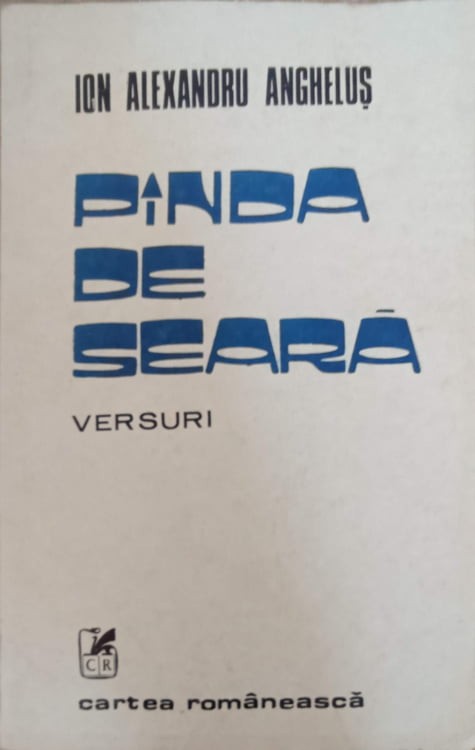 ION ALEXANDRU ANGHELUȘ
PÎNDA
DE
SEARĂ
VERSURI
CR
cartea românească